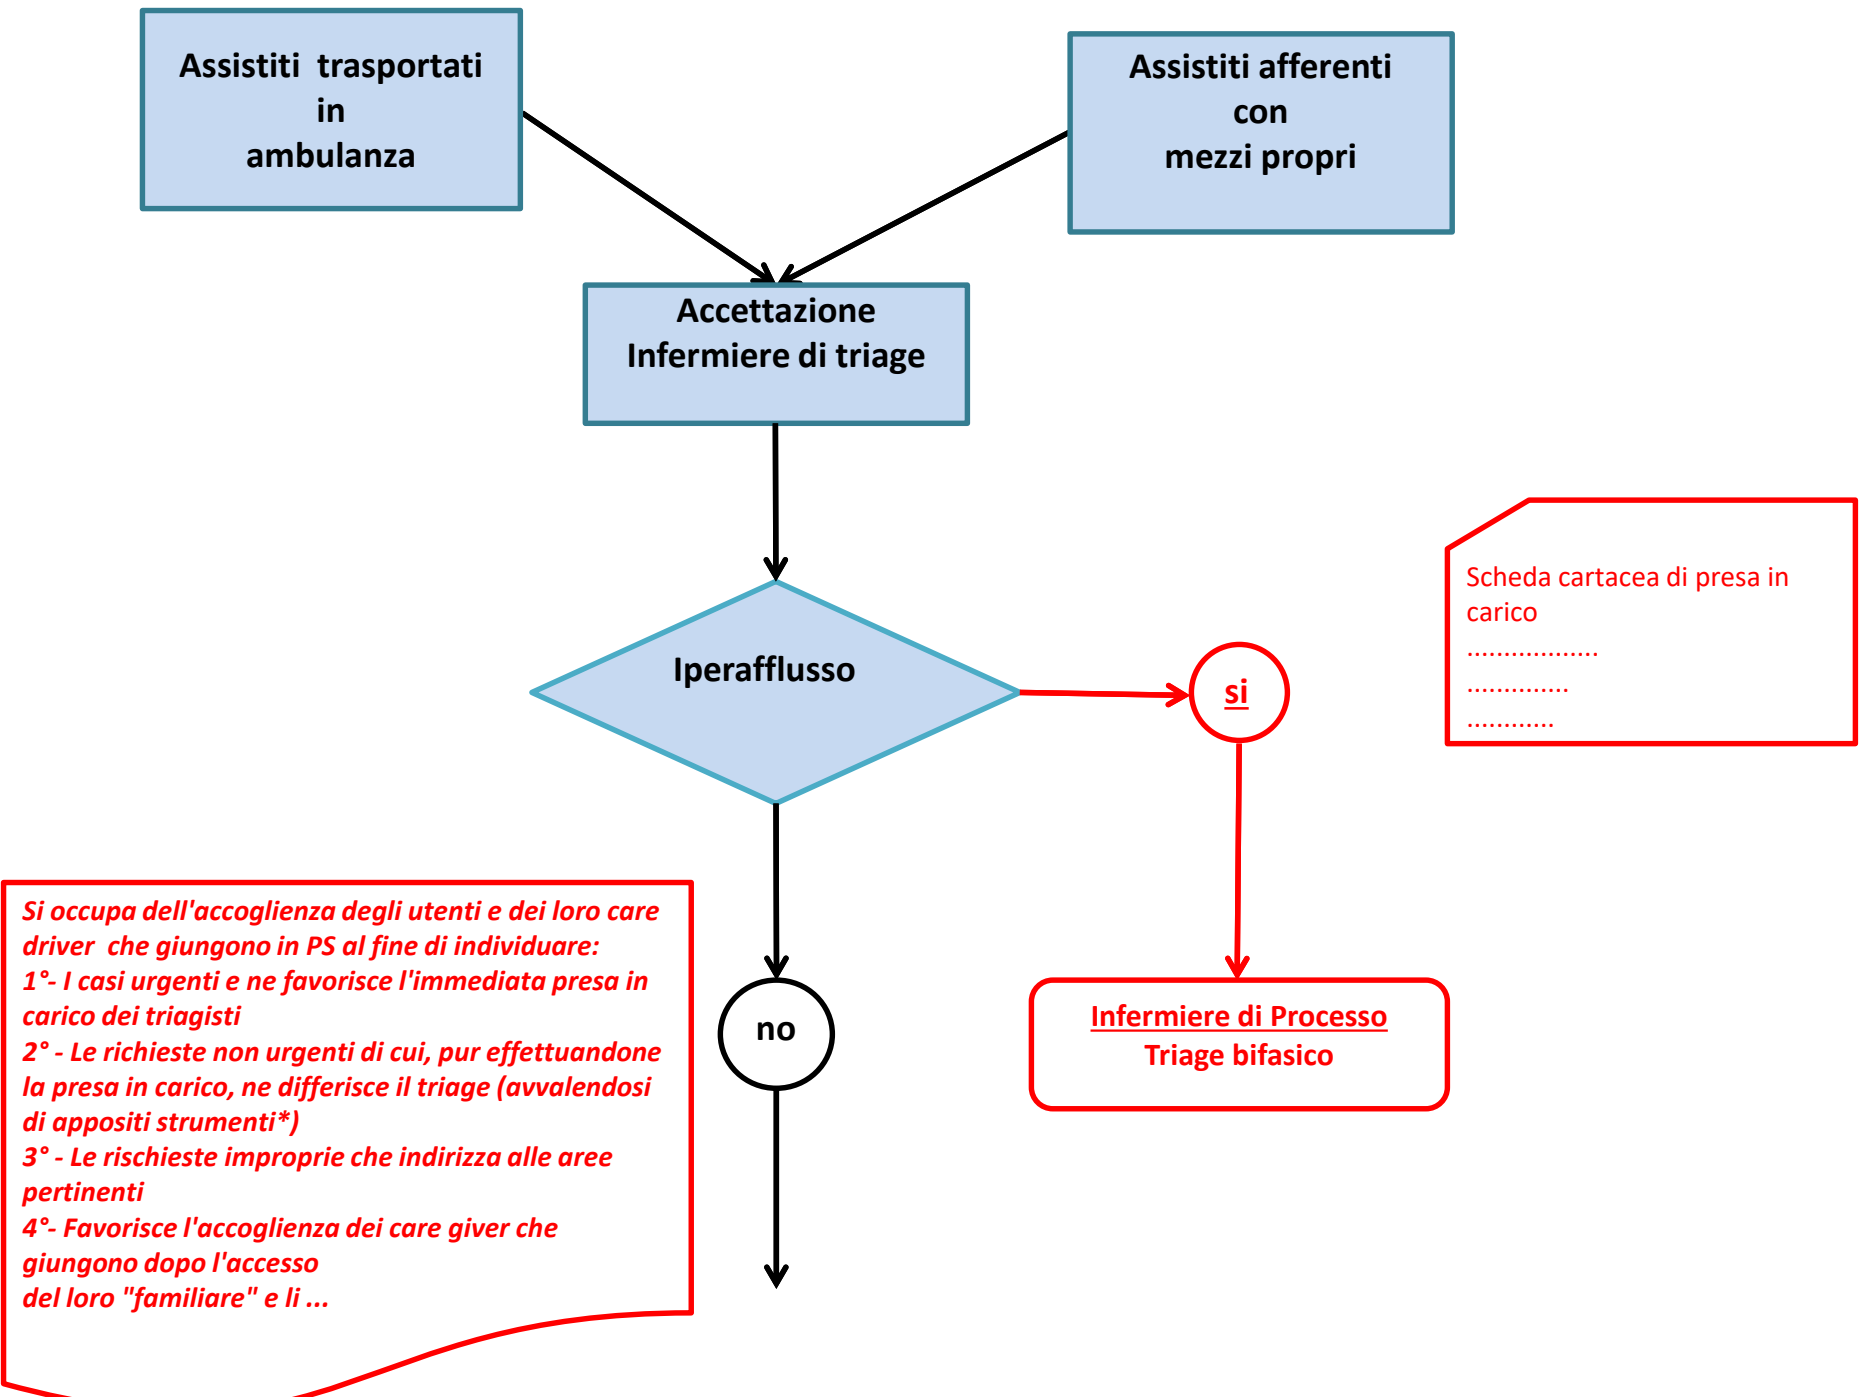 Assistiti trasportati
in
ambulanza
Assistiti afferenti
con
mezzi propri
Accettazione
Infermiere di triage
Iperafflusso
si
Scheda cartacea di presa in
carico
..................
..............
............
Si occupa dell'accoglienza degli utenti e dei loro care
driver che giungono in PS al fine di individuare:
1°- I casi urgenti e ne favorisce l'immediata presa in
carico dei triagisti
2° - Le richieste non urgenti di cui, pur effettuandone
la presa in carico, ne differisce il triage (avvalendosi
di appositi strumenti*)
3° - Le rischieste improprie che indirizza alle aree
pertinenti
4°- Favorisce l'accoglienza dei care giver che
giungono dopo l'accesso
del loro "familiare" e li ...
no
Infermiere di Processo
Triage bifasico